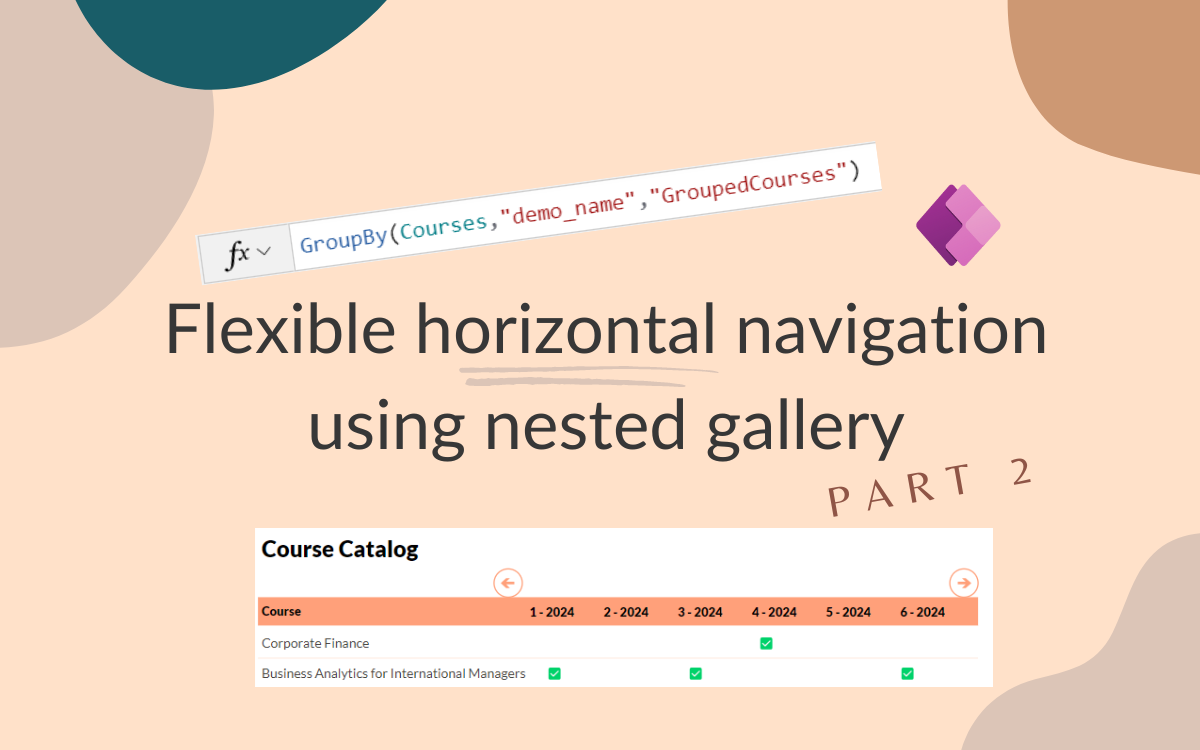 fx GroupBy(Courses,"demo_name","GroupedCourses")
Flexible horizontal navigation
using nested gallery
PART 2
Course Catalog
Course 1 - 2024 2 - 2024 3 - 2024 4 - 2024 5 - 2024 6 - 2024
Corporate Finance
Business Analytics for International Managers